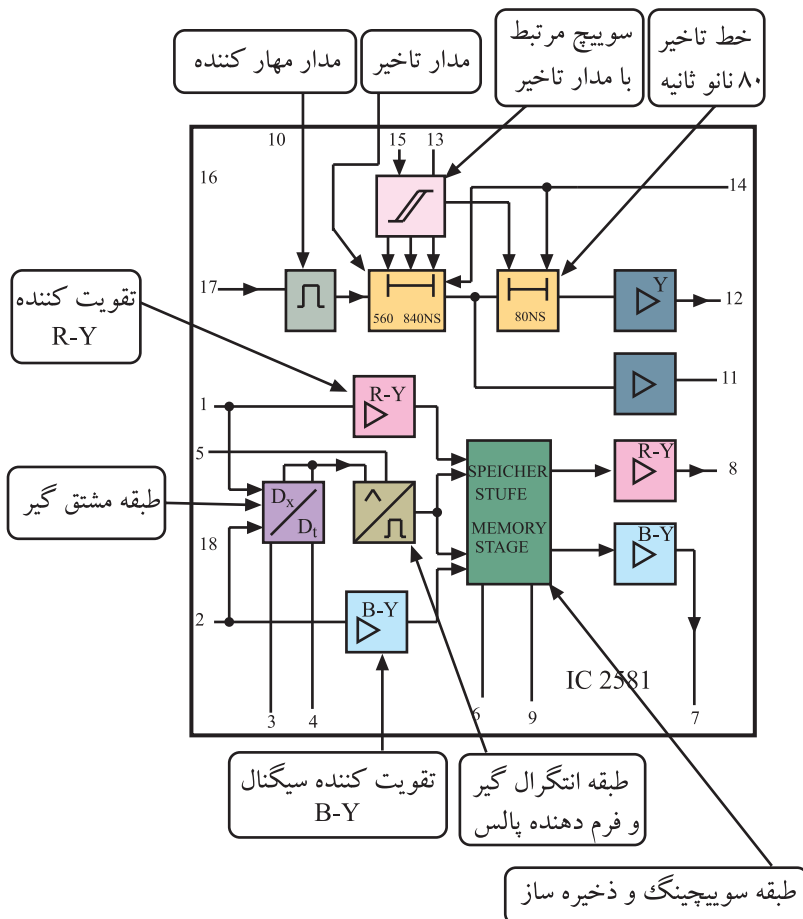 مدار مهار کننده
مدار تاخیر
سوییچ مرتبط
با مدار تاخیر
خط تاخیر
۸۰ نانو ثانیه
10
15
13
16
14
17
560 840NS
80NS
Y
12
11
تقویت کننده
R-Y
1
R-Y
5
SPEICHER
STUFE
MEMORY
STAGE
R-Y
8
طبقه مشتق گیر
Dx
Dt
18
B-Y
2
B-Y
IC 2581
3
4
6
9
7
تقویت کننده سیگنال
B-Y
طبقه انتگرال گیر
و فرم دهنده پالس
طبقه سوییچینگ و ذخیره ساز